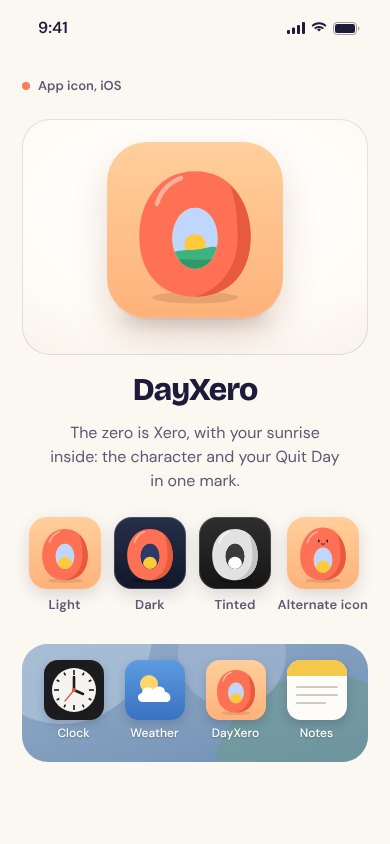 9:41
App icon, iOS
DayXero
The zero is Xero, with your sunrise
inside: the character and your Quit Day
in one mark.
Light
Dark
Tinted
Alternate icon
Clock
Weather
DayXero
Notes